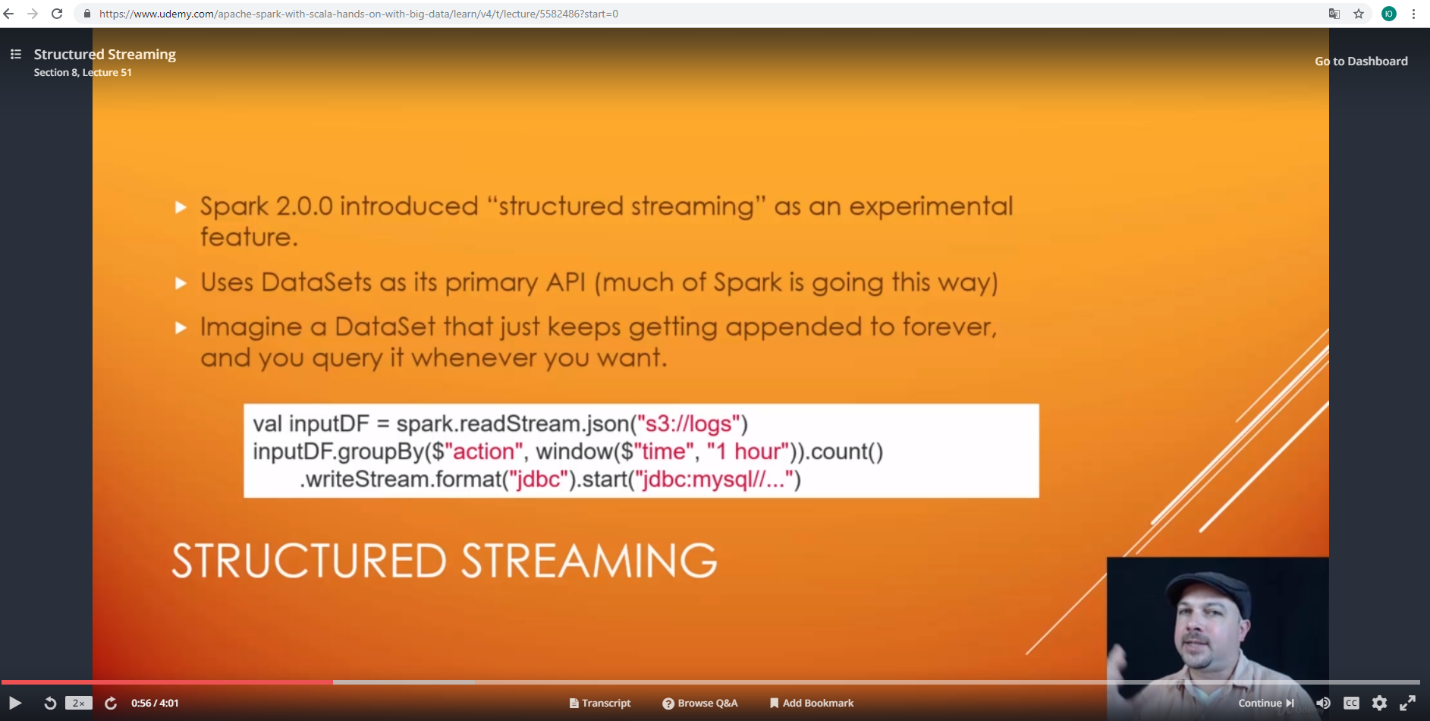 https://www.udemy.com/apache-spark-with-scala-hands-on-with-big-data/learn/v4/t/lecture/5582486?start=0
Ю
Structured Streaming
Section 8, Lecture 51
Go to Dashboard
Spark 2.0.0 introduced “structured streaming” as an experimental
feature.
Uses DataSets as its primary API (much of Spark is going this way)
Imagine a DataSet that just keeps getting appended to forever,
and you query it whenever you want.
val inputDF = spark.readStream.json("s3://logs")
inputDF.groupBy($"action", window($"time", "1 hour")).count()
.writeStream.format("jdbc").start("jdbc:mysql//...")
STRUCTURED STREAMING
2×
0:56 / 4:01
Transcript
Browse Q&A
Add Bookmark
Continue
CC